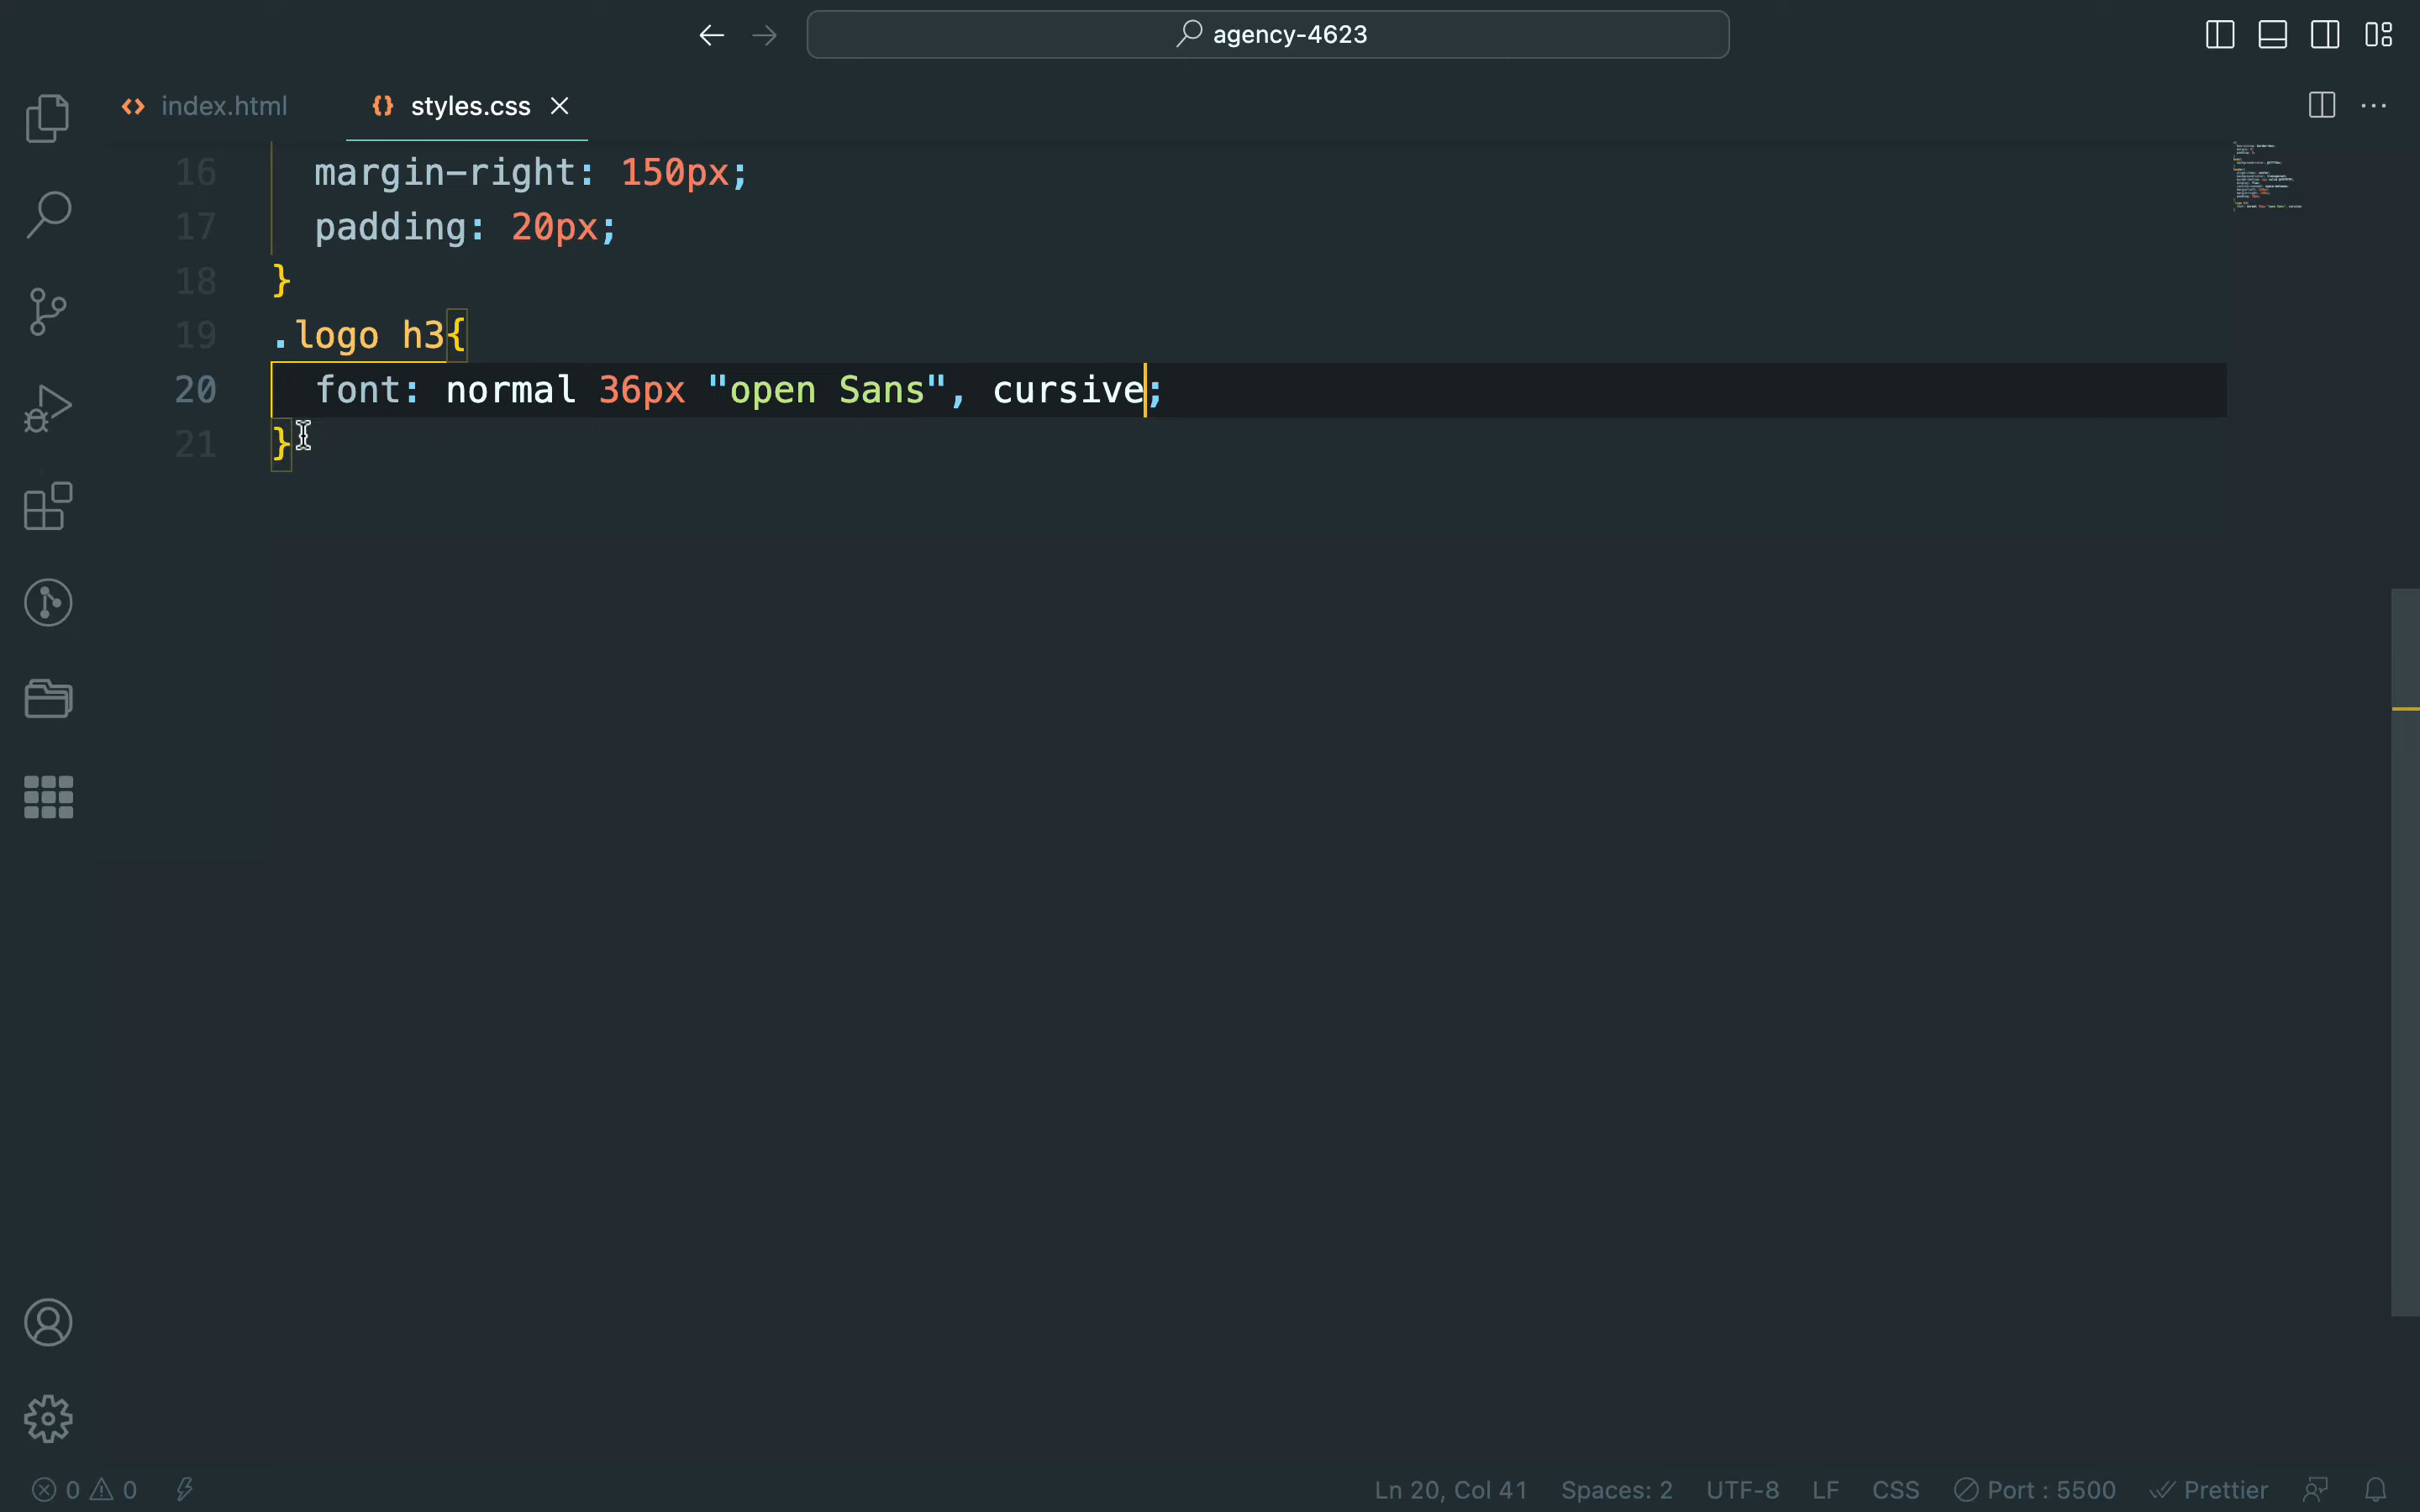 agency-4623
index.html
styles.css
16 margin-right: 150px;
17 padding: 20px;
18 }
19 .logo h3{
20 font: normal 36px "open Sans", cursive;
21 }
0 0 Ln 20, Col 41 Spaces: 2 UTF-8 LF CSS Port : 5500 Prettier